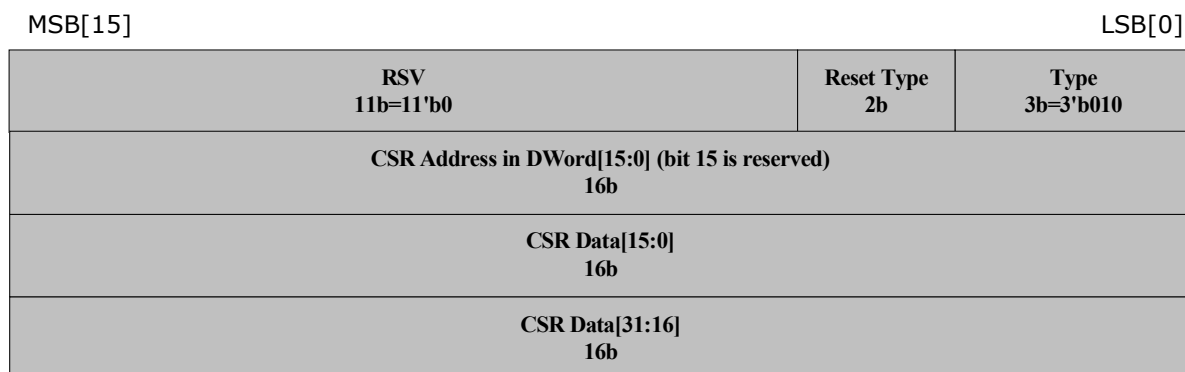 MSB[15] LSB[0]
RSV Reset Type Type
11b=11'b0 2b 3b=3'b010
CSR Address in DWord[15:0] (bit 15 is reserved)
16b
CSR Data[15:0]
16b
CSR Data[31:16]
16b